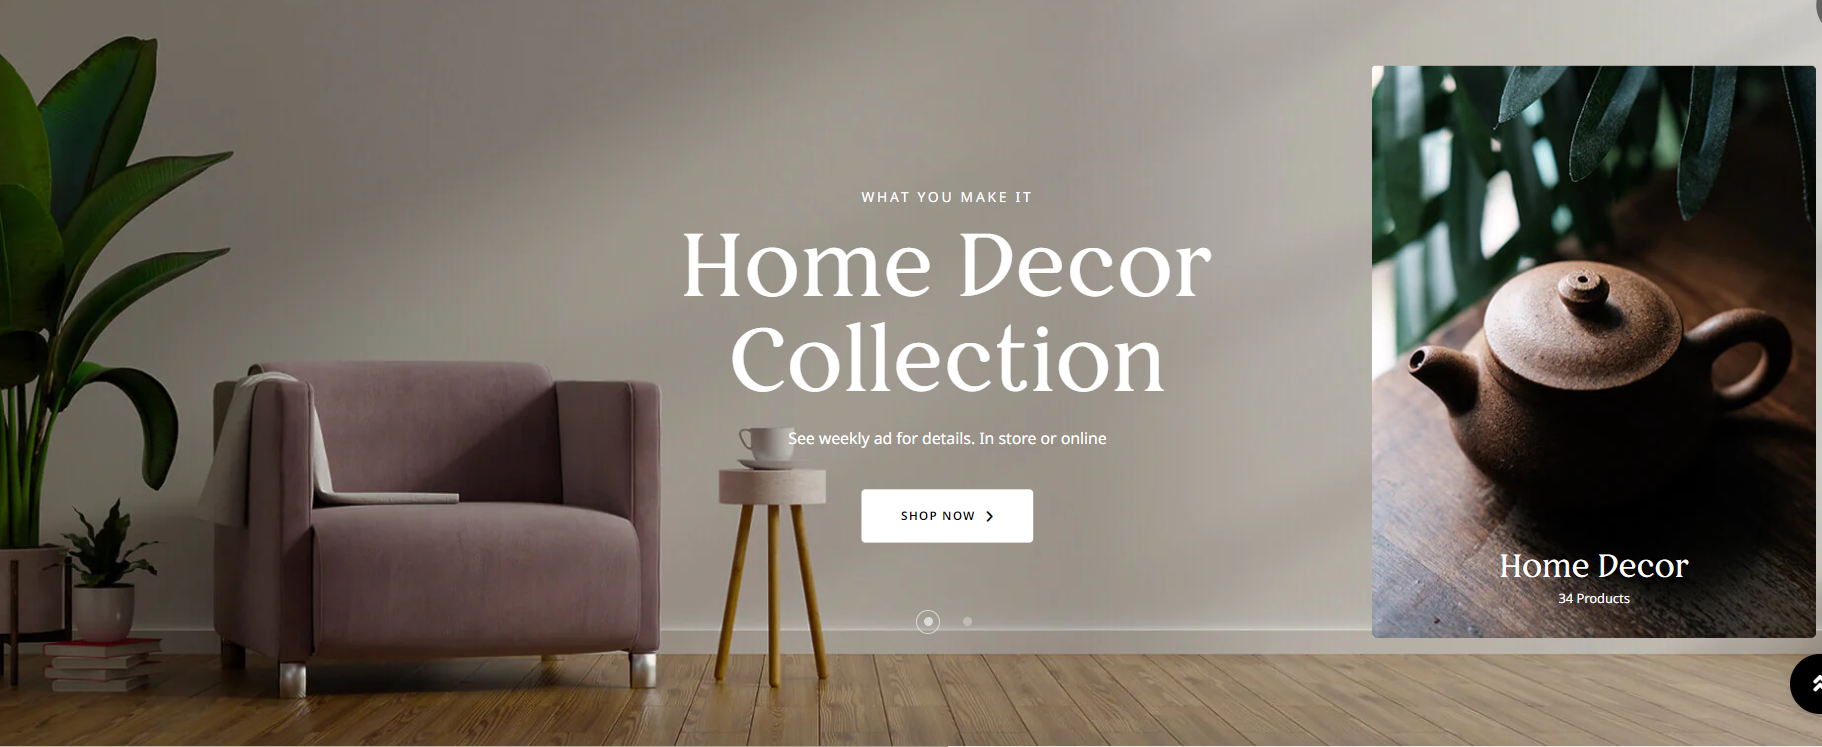 WHAT YOU MAKE IT
Home Decor
Collection
See weekly ad for details. In store or online
SHOP NOW
Home Decor
34 Products